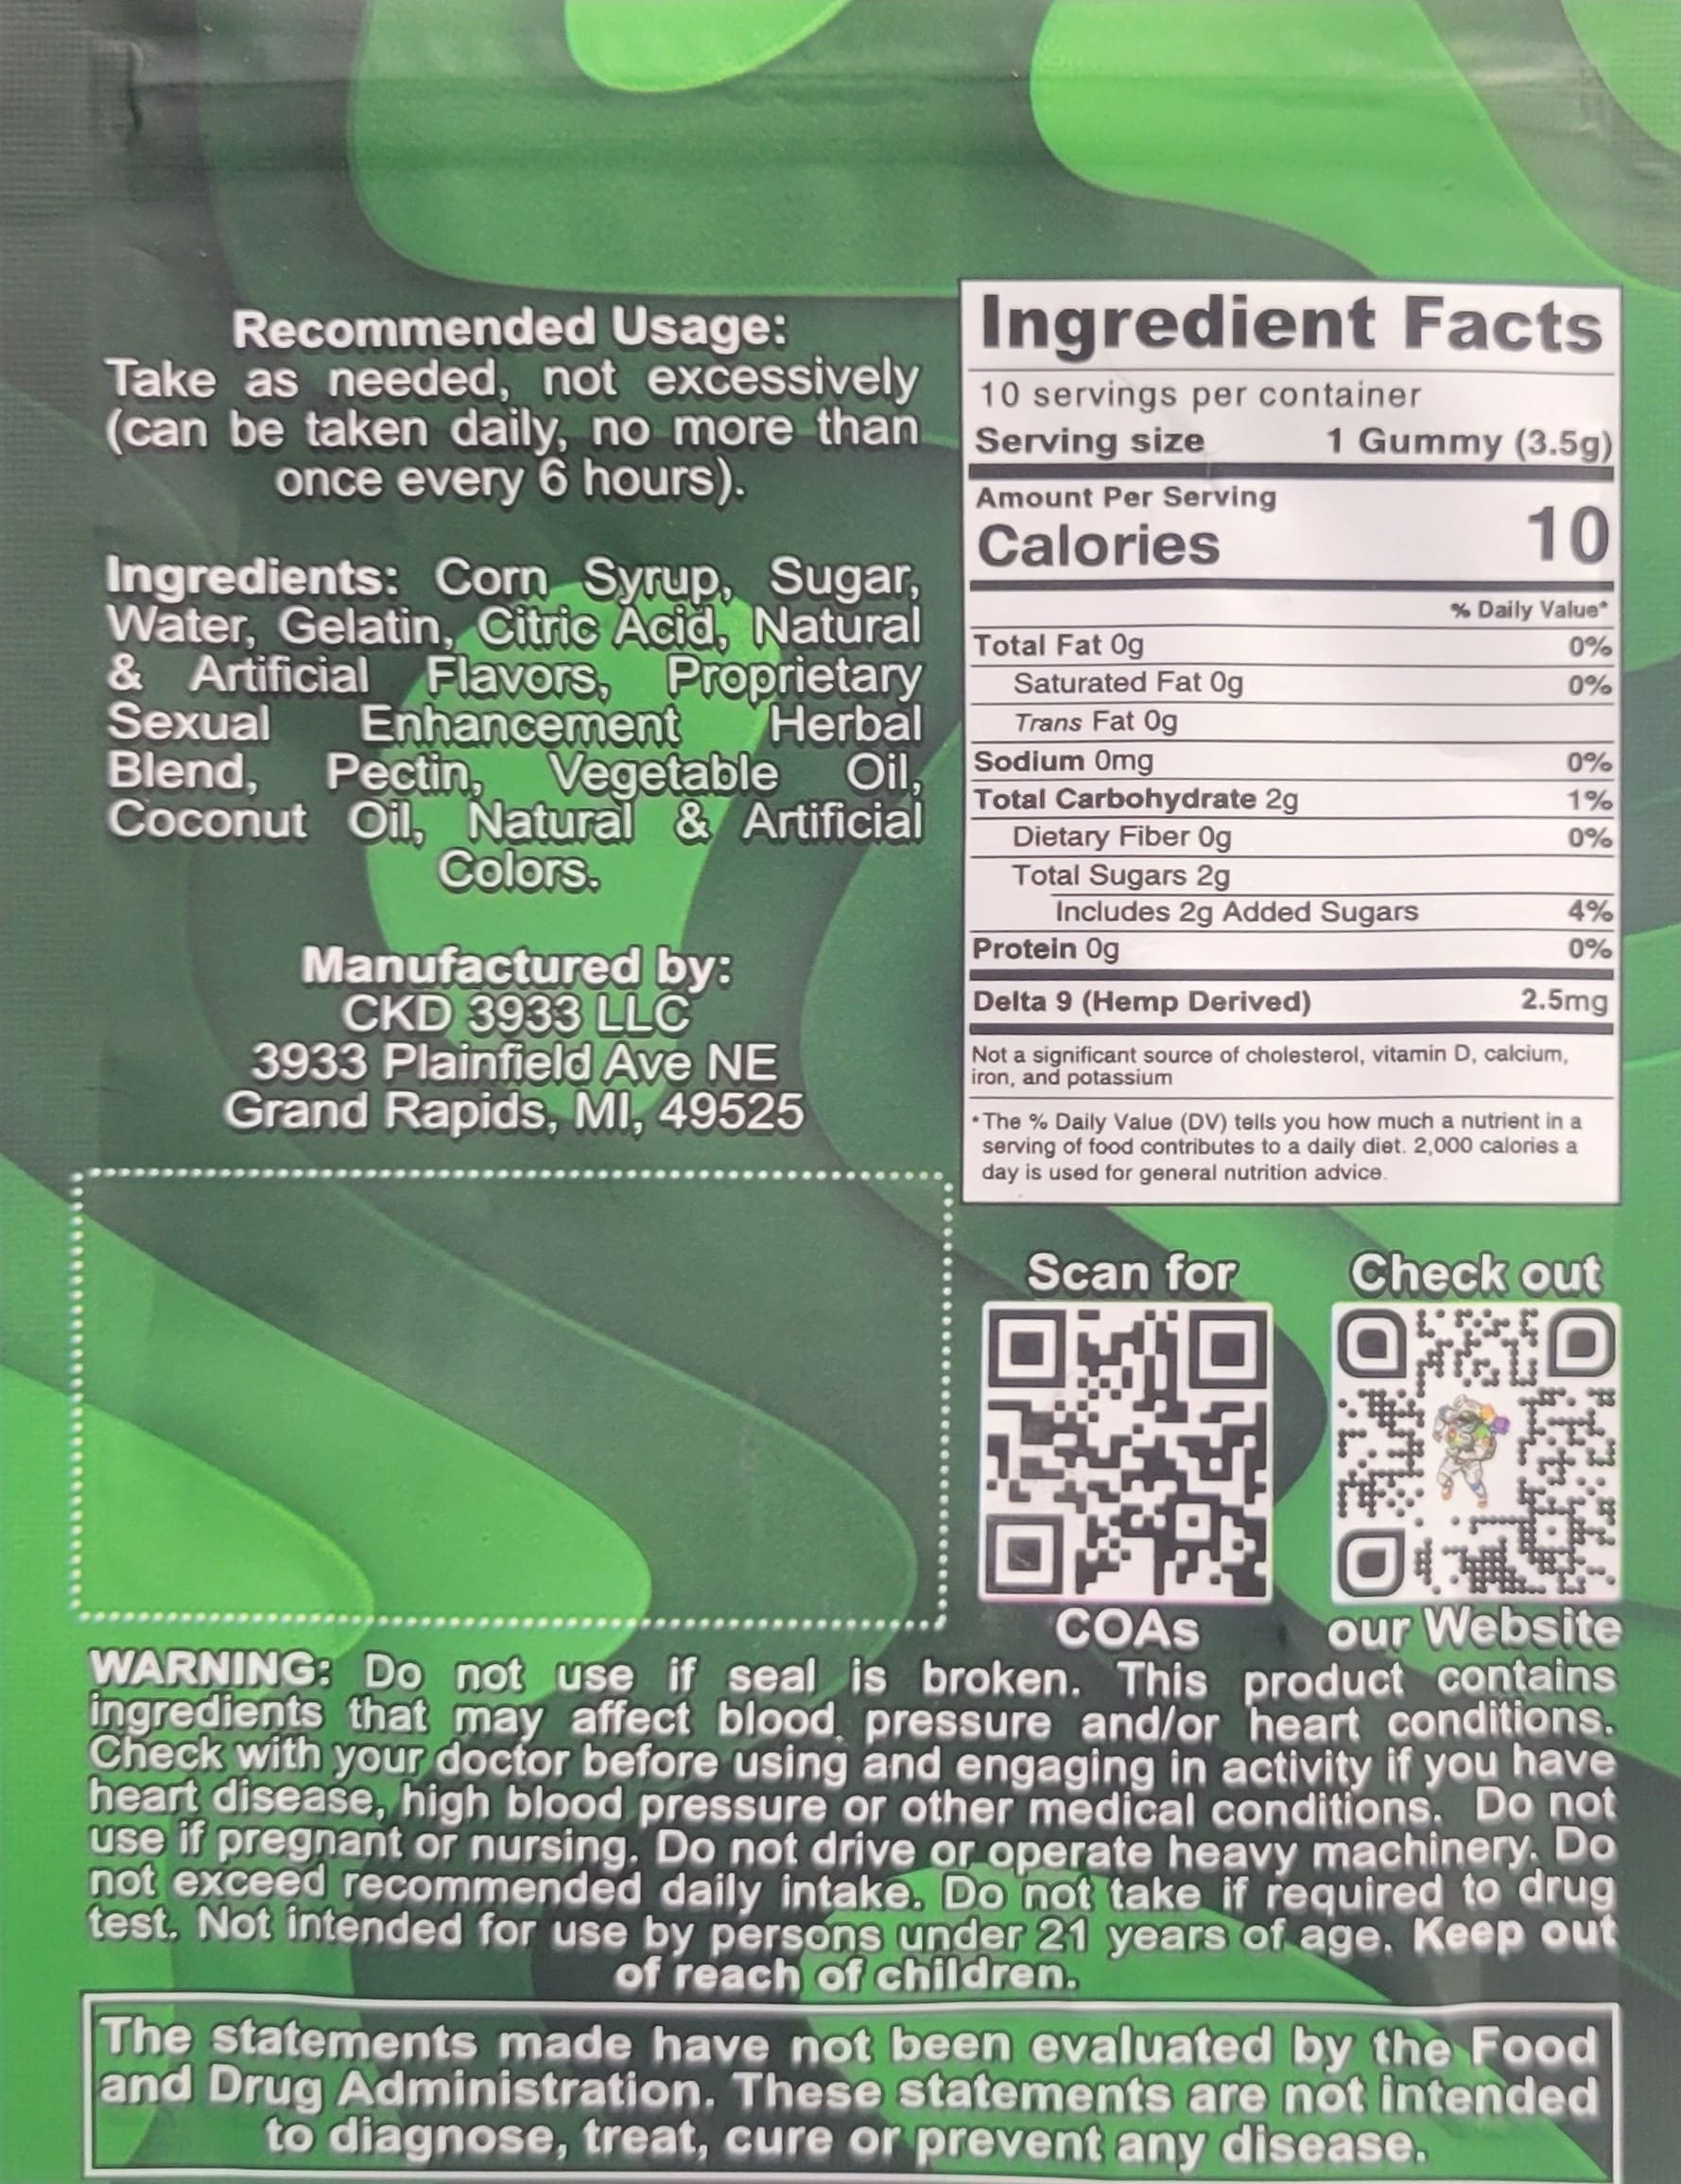 Recommended Usage:
Take as needed, not excessively
(can be taken daily, no more than
once every 6 hours).
Ingredients: Corn Syrup, Sugar,
Water, Gelatin, Citric Acid, Natural
& Artificial Flavors, Proprietary
Sexual Enhancement Herbal
Blend, Pectin, Vegetable Oil,
Coconut Oil, Natural & Artificial
Colors.
Manufactured by:
CKD 3933 LLC
3933 Plainfield Ave NE
Grand Rapids, MI, 49525
Ingredient Facts
10 servings per container
Serving size 1 Gummy (3.5g)
Amount Per Serving
Calories 10
% Daily Value*
Total Fat 0g 0%
Saturated Fat 0g 0%
Trans Fat 0g
Sodium 0mg 0%
Total Carbohydrate 2g 1%
Dietary Fiber 0g 0%
Total Sugars 2g
Includes 2g Added Sugars 4%
Protein 0g 0%
Delta 9 (Hemp Derived) 2.5mg
Not a significant source of cholesterol, vitamin D, calcium,
iron, and potassium
*The % Daily Value (DV) tells you how much a nutrient in a
serving of food contributes to a daily diet. 2,000 calories a
day is used for general nutrition advice.
Scan for
COAs
Check out
our Website
WARNING: Do not use if seal is broken. This product contains
ingredients that may affect blood pressure and/or heart conditions.
Check with your doctor before using and engaging in activity if you have
heart disease, high blood pressure or other medical conditions. Do not
use if pregnant or nursing. Do not drive or operate heavy machinery. Do
not exceed recommended daily intake. Do not take if required to drug
test. Not intended for use by persons under 21 years of age. Keep out
of reach of children.
The statements made have not been evaluated by the Food
and Drug Administration. These statements are not intended
to diagnose, treat, cure or prevent any disease.